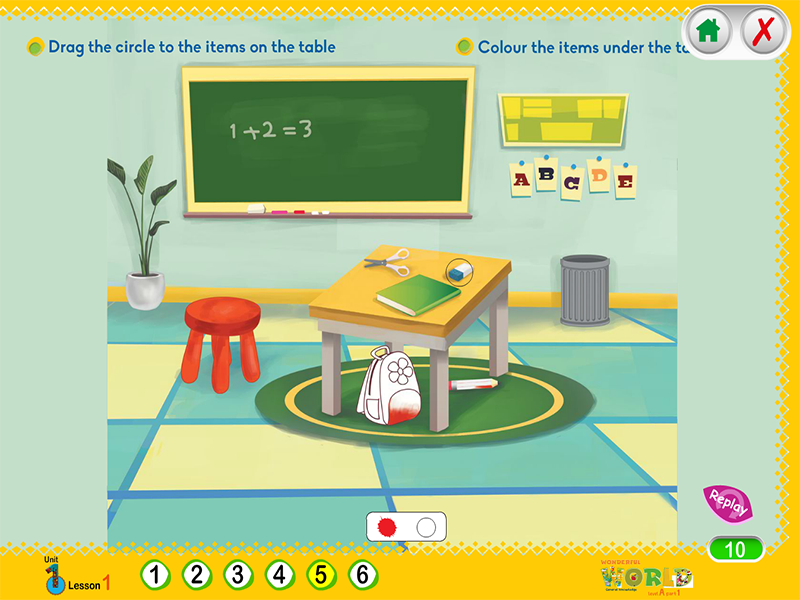 Drag the circle to the items on the table
Colour the items under the ta
1 + 2 = 3
A B C D E
Replay
10
Unit
1
Lesson 1
1 2 3 4 5 6
WONDERFUL
WORLD